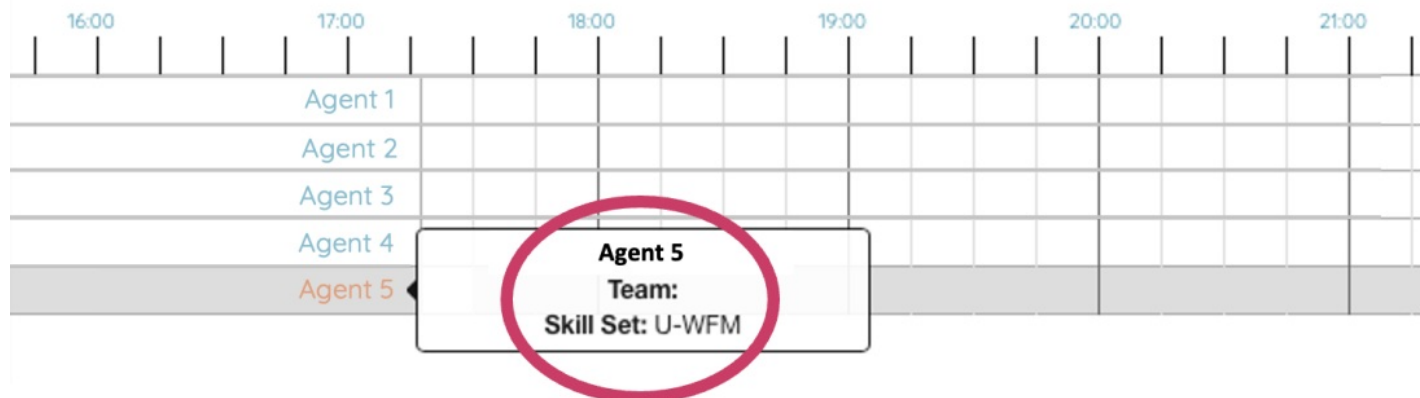 16:00 17:00 18:00 19:00 20:00 21:00
Agent 1
Agent 2
Agent 3
Agent 4
Agent 5
Agent 5
Team:
Skill Set: U-WFM